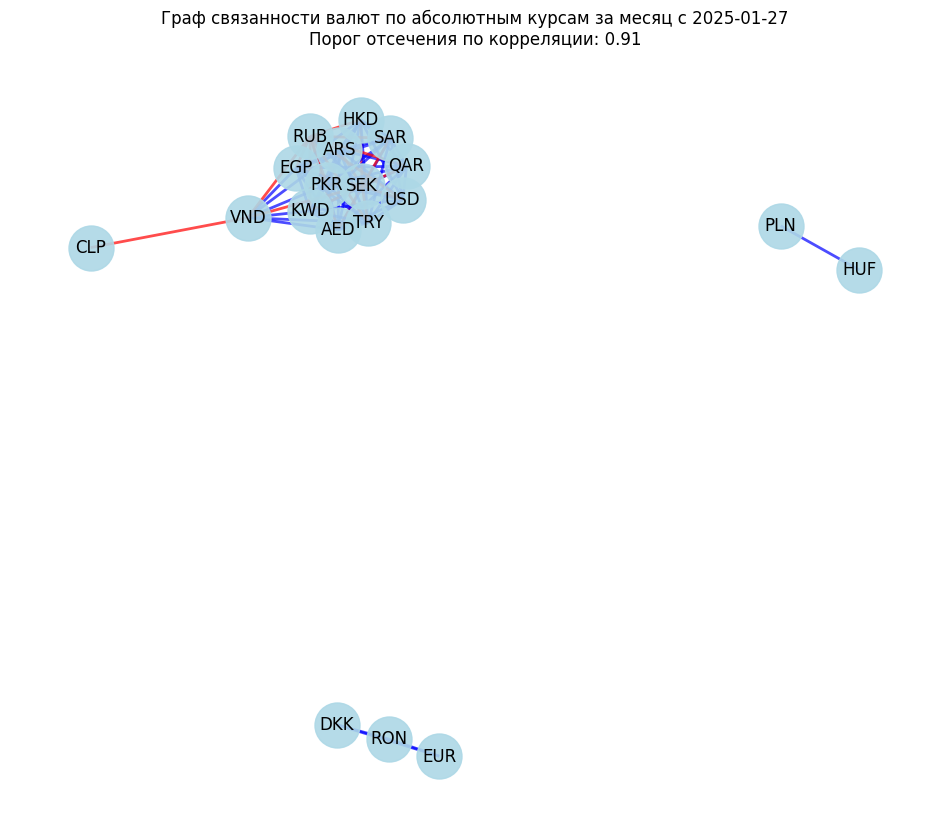 Граф связанности валют по абсолютным курсам за месяц с 2025-01-27
Порог отсечения по корреляции: 0.91
HKD
RUB
SAR
ARS
EGP
QAR
PKR
SEK
USD
KWD
VND
TRY
AED
CLP
PLN
HUF
DKK
RON
EUR